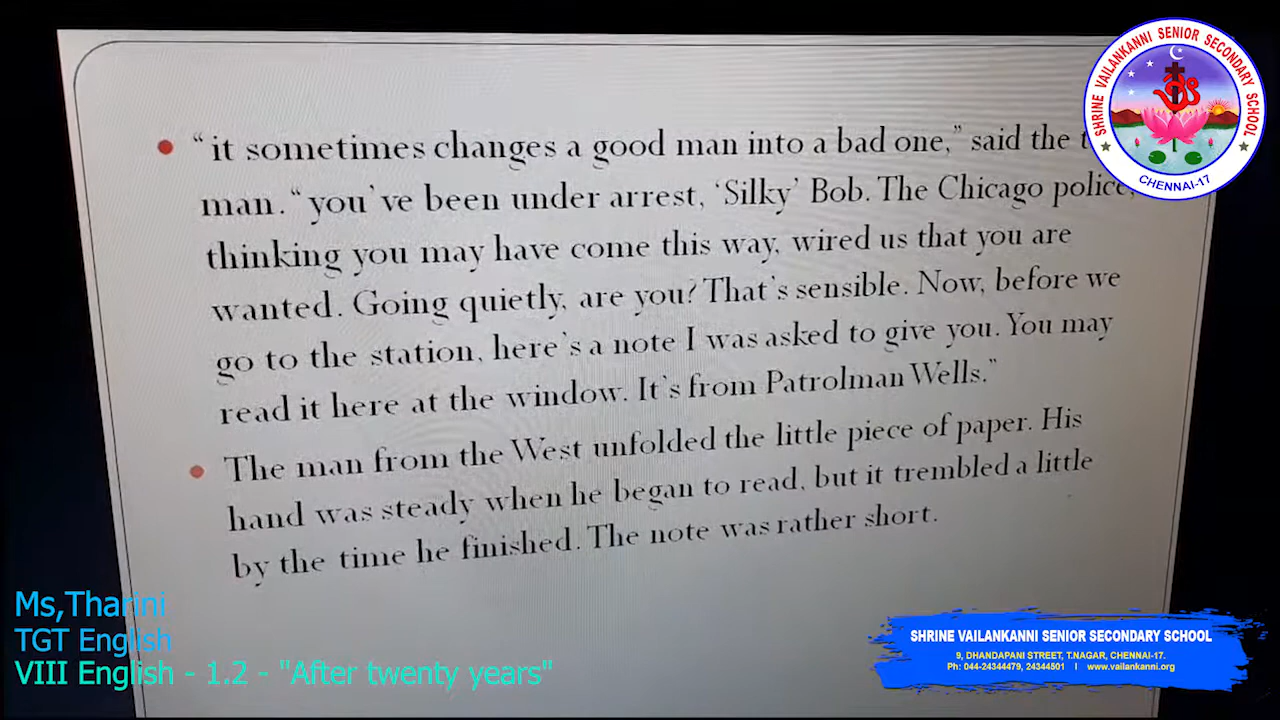 “it sometimes changes a good man into a bad one,” said the
man. “you’ve been under arrest, ‘Silky’ Bob. The Chicago police,
thinking you may have come this way, wired us that you are
wanted. Going quietly, are you? That’s sensible. Now, before we
go to the station, here’s a note I was asked to give you. You may
read it here at the window. It’s from Patrolman Wells.”
The man from the West unfolded the little piece of paper. His
hand was steady when he began to read, but it trembled a little
by the time he finished. The note was rather short.
SHRINE VAILANKANNI SENIOR SECONDARY SCHOOL
CHENNAI-17
Ms,Tharini
TGT English
VIII English - 1.2 - "After twenty years"
SHRINE VAILANKANNI SENIOR SECONDARY SCHOOL
9, DHANDAPANI STREET, T.NAGAR, CHENNAI-17.
Ph: 044-24344479, 24344501 I www.vailankanni.org